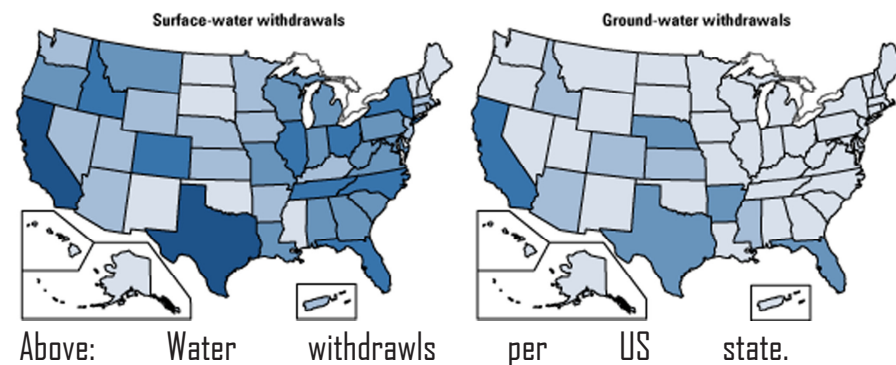 Surface-water withdrawals
Ground-water withdrawals
Above: Water withdrawls per US state.